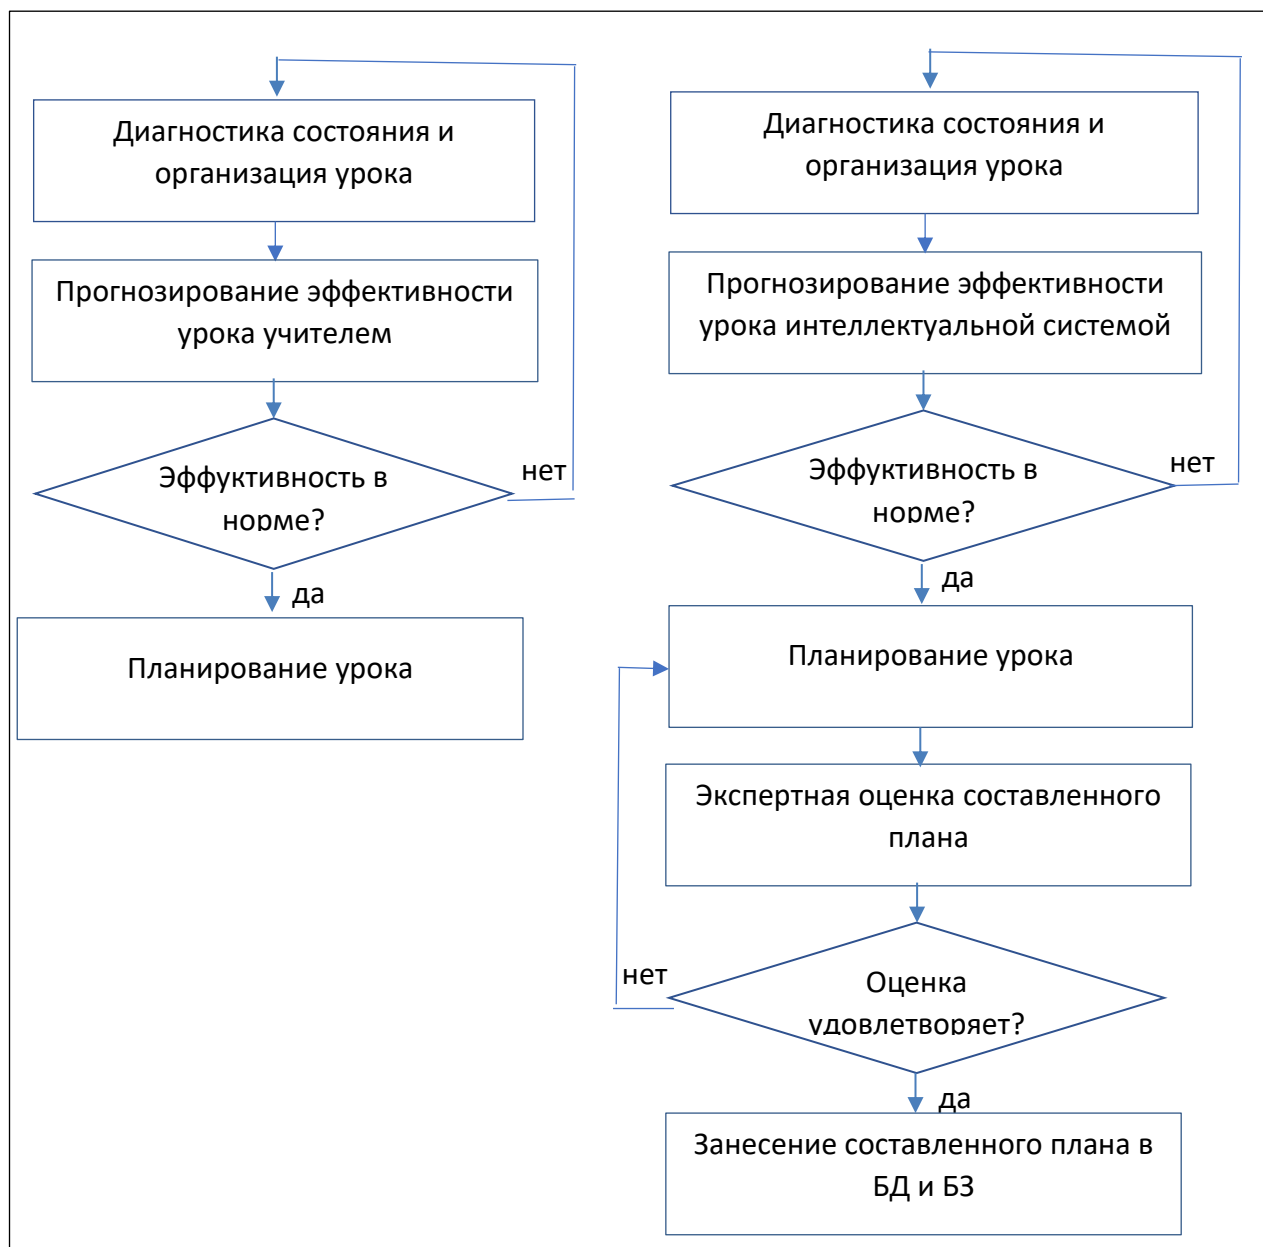 Диагностика состояния и
организация урока
Прогнозирование эффективности
урока учителем
Эффуктивность в
норме?
нет
да
Планирование урока
Диагностика состояния и
организация урока
Прогнозирование эффективности
урока интеллектуальной системой
Эффуктивность в
норме?
нет
да
Планирование урока
Экспертная оценка составленного
плана
Оценка
удовлетворяет?
нет
да
Занесение составленного плана в
БД и БЗ